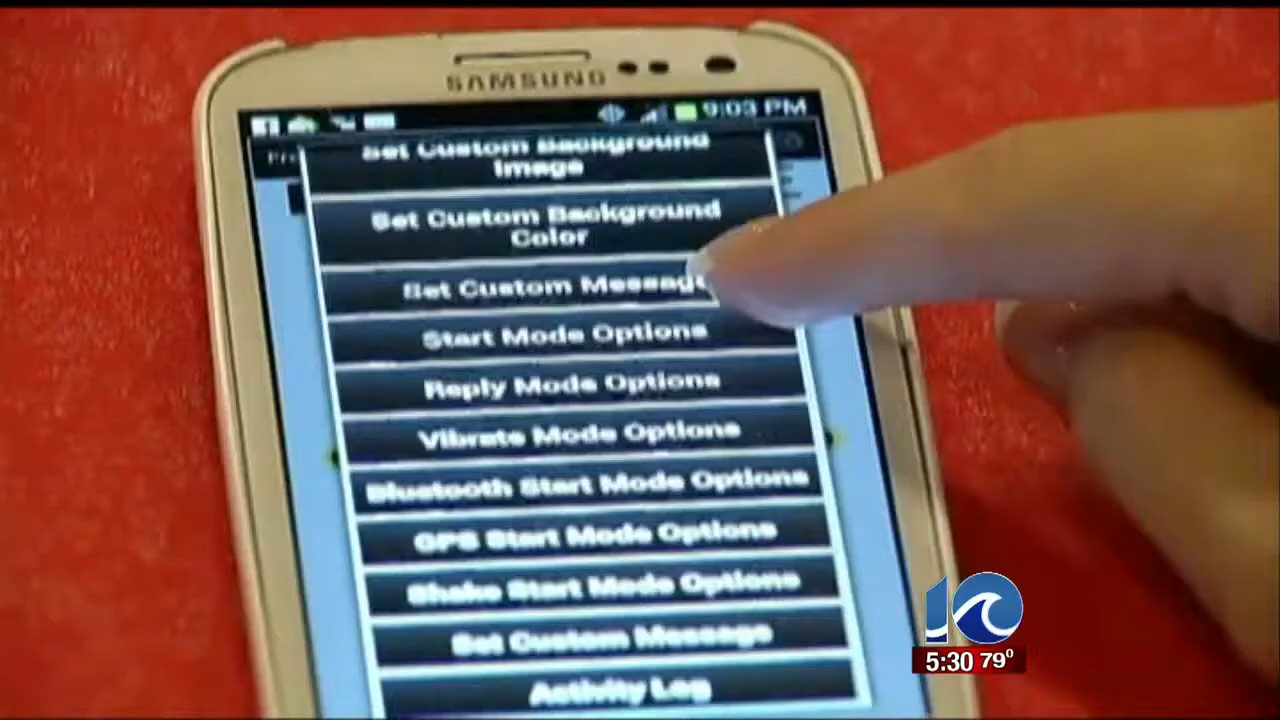 SAMSUNG
9:03 PM
Set Custom Background
Image
Set Custom Background
Color
Set Custom Message
Start Mode Options
Reply Mode Options
Vibrate Mode Options
Bluetooth Start Mode Options
GPS Start Mode Options
Shake Start Mode Options
Set Custom Message
Activity Log
10
5:30 79°